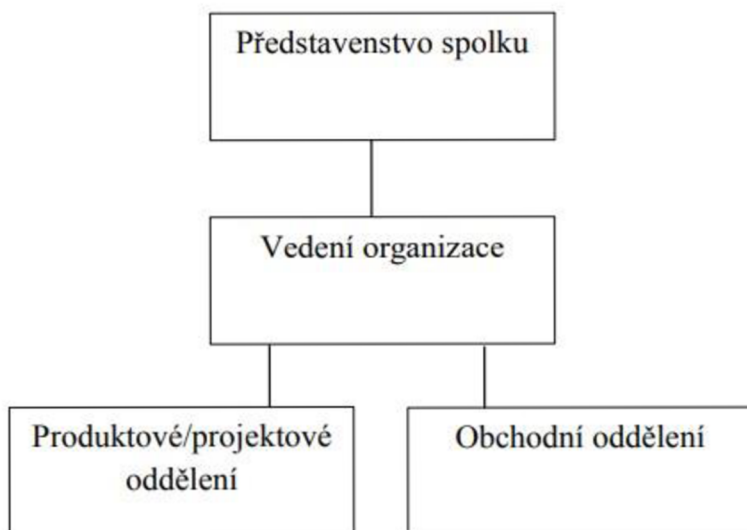 Představenstvo spolku
Vedení organizace
Produktové/projektové
oddělení
Obchodní oddělení